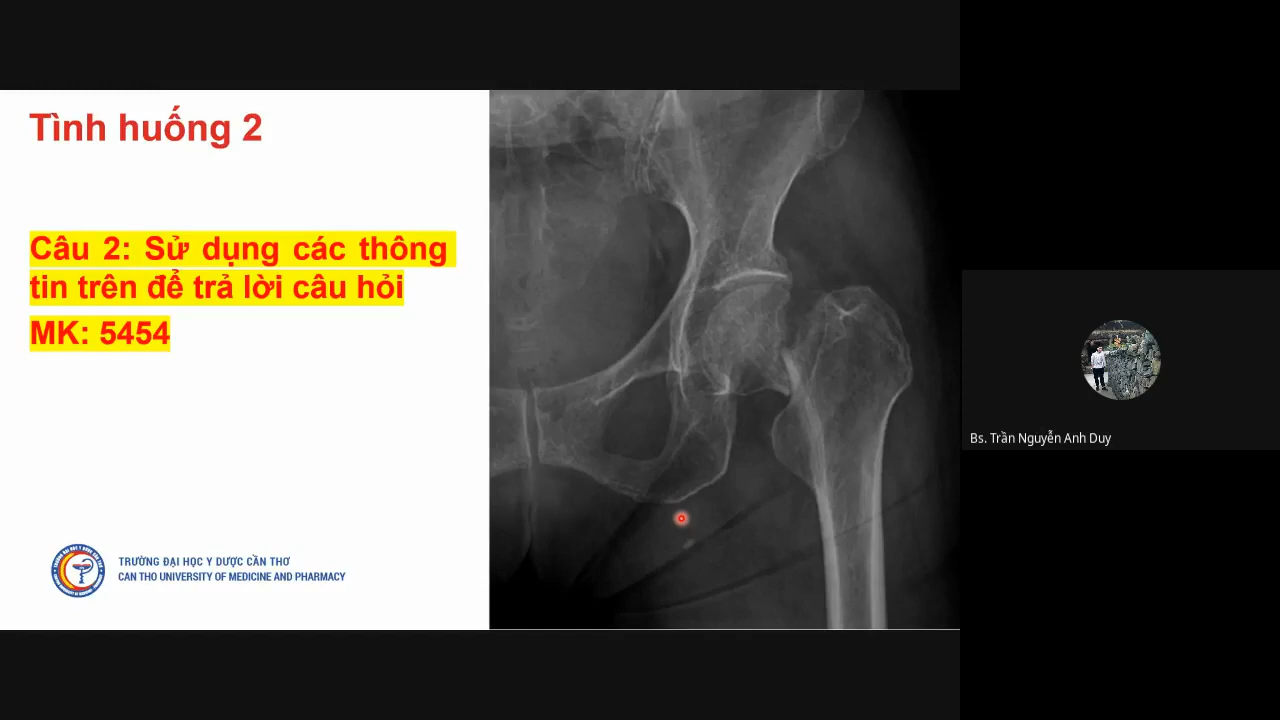 Tình huống 2
Câu 2: Sử dụng các thông
tin trên để trả lời câu hỏi
MK: 5454
TRƯỜNG ĐẠI HỌC Y DƯỢC CẦN THƠ
CAN THO UNIVERSITY OF MEDICINE AND PHARMACY
Bs. Trần Nguyễn Anh Duy